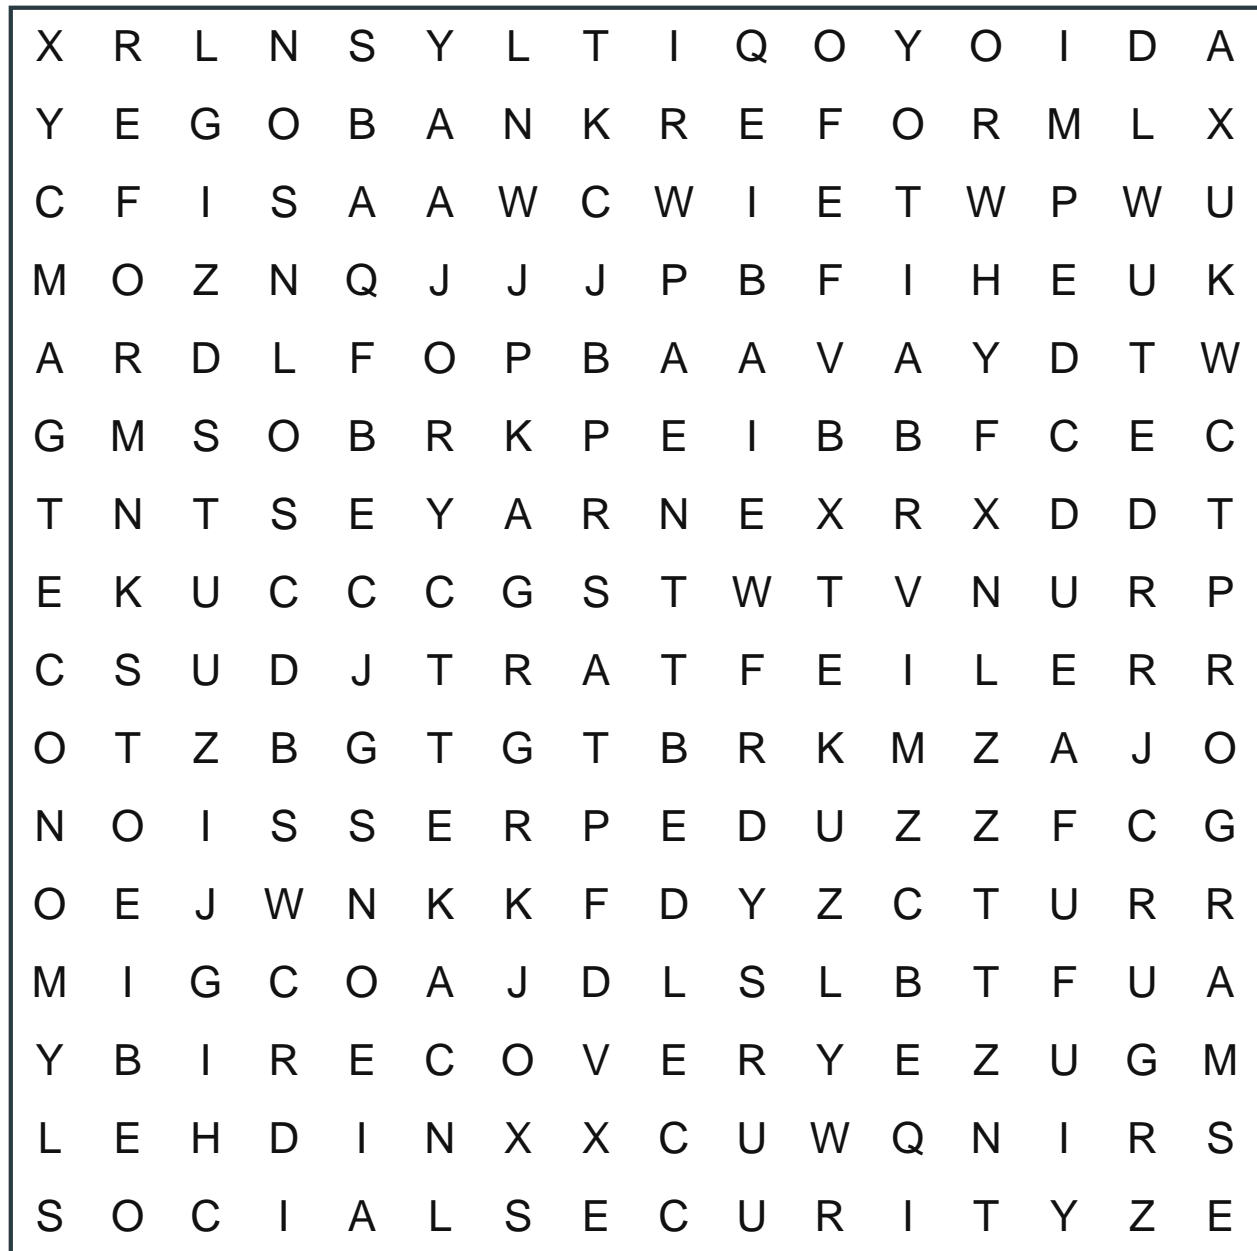 X R L N S Y L T I Q O Y O I D A
Y E G O B A N K R E F O R M L X
C F I S A A W C W I E T W P W U
M O Z N Q J J J P B F I H E U K
A R D L F O P B A A V A Y D T W
G M S O B R K P E I B B F C E C
T N T S E Y A R N E X R X D D T
E K U C C C G S T W T V N U R P
C S U D J T R A T F E I L E R R
O T Z B G T G T B R K M Z A J O
N O I S S E R P E D U Z Z F C G
O E J W N K K F D Y Z C T U R R
M I G C O A J D L S L B T F U A
Y B I R E C O V E R Y E Z U G M
L E H D I N X X C U W Q N I R S
S O C I A L S E C U R I T Y Z E